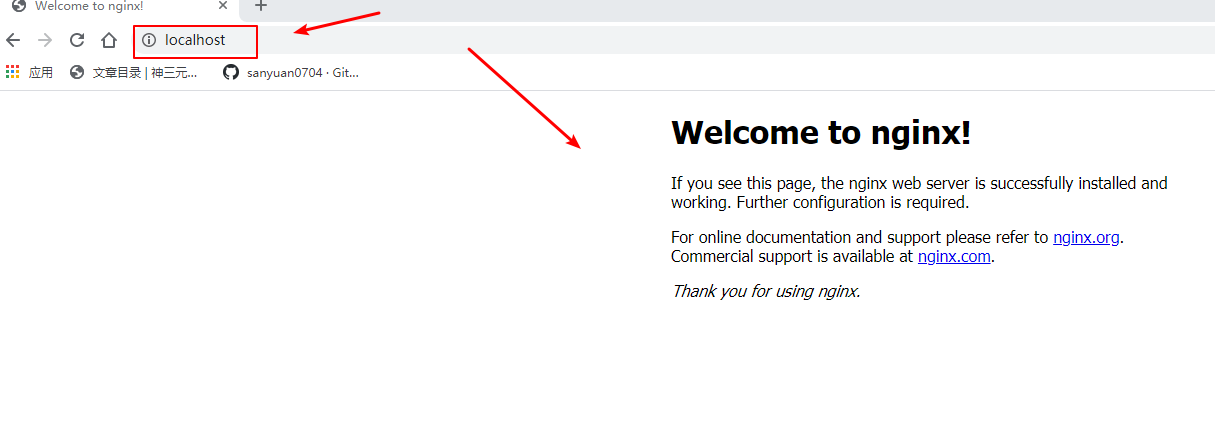 Welcome to nginx!
localhost
应用 文章目录 | 神三元... sanyuan0704 · Git...
Welcome to nginx!
If you see this page, the nginx web server is successfully installed and
working. Further configuration is required.
For online documentation and support please refer to nginx.org.
Commercial support is available at nginx.com.
Thank you for using nginx.